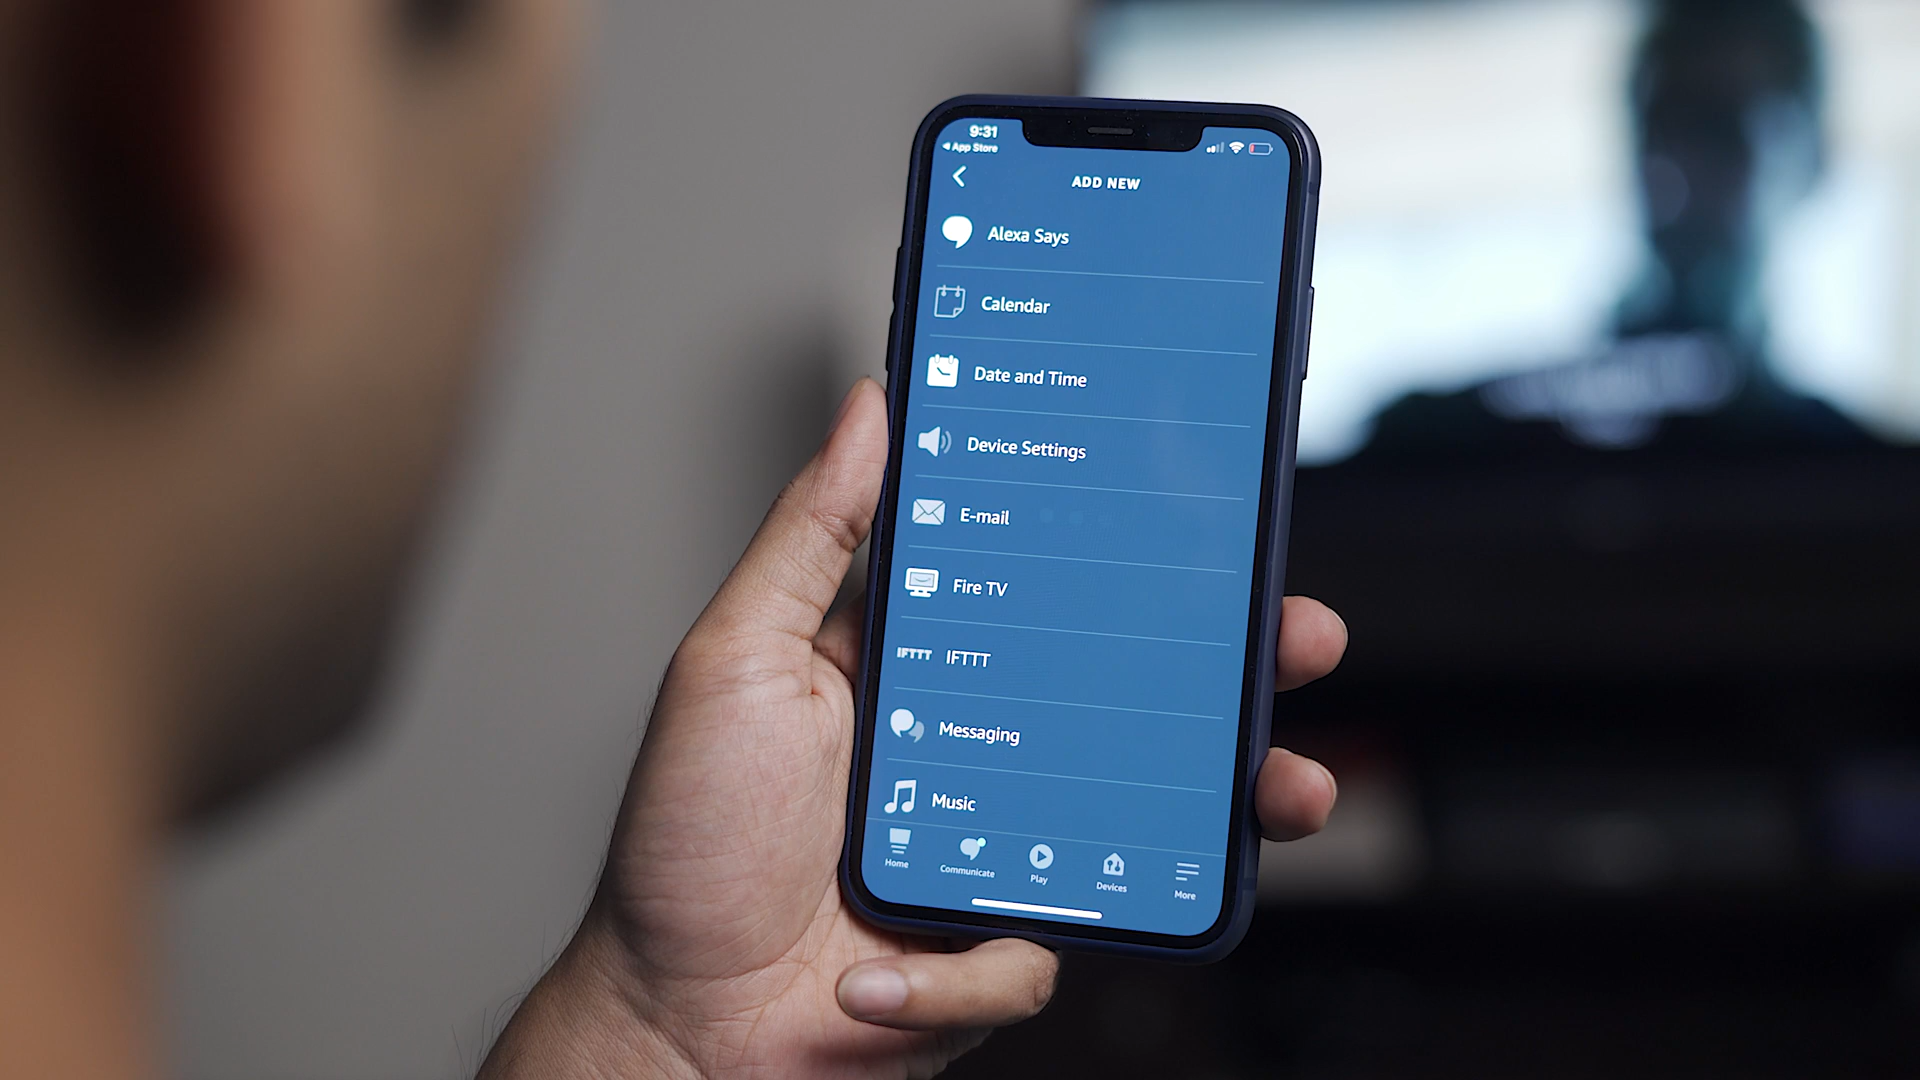 9:31
App Store
ADD NEW
Alexa Says
Calendar
Date and Time
Device Settings
E-mail
Fire TV
IFTTT IFTTT
Messaging
Music
Home Communicate Play Devices More